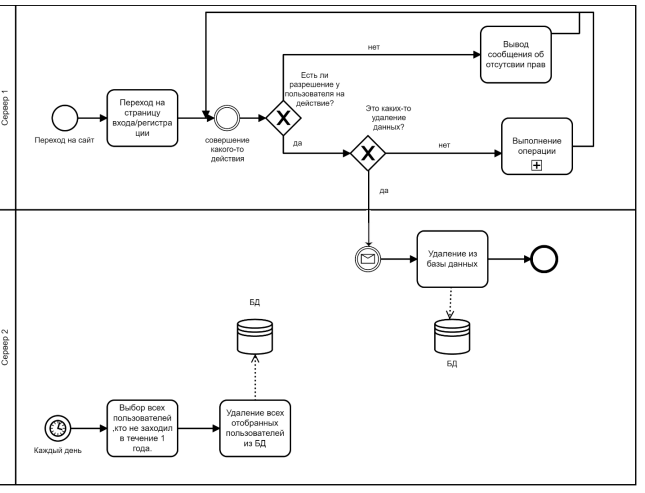 Сервер 1
Переход на сайт
Переход на
страницу
входа/регистра
ции
совершение
какого-то
действия
Есть ли
разрешение у
пользователя на
действие?
нет
да
Вывод
сообщения об
отсутсвии прав
Это каких-то
удаление
данных?
нет
да
Выполнение
операции
Сервер 2
Удаление из
базы данных
БД
БД
Каждый день
Выбор всех
пользователей
,кто не заходил
в течение 1
года.
Удаление всех
отобранных
пользователей
из БД